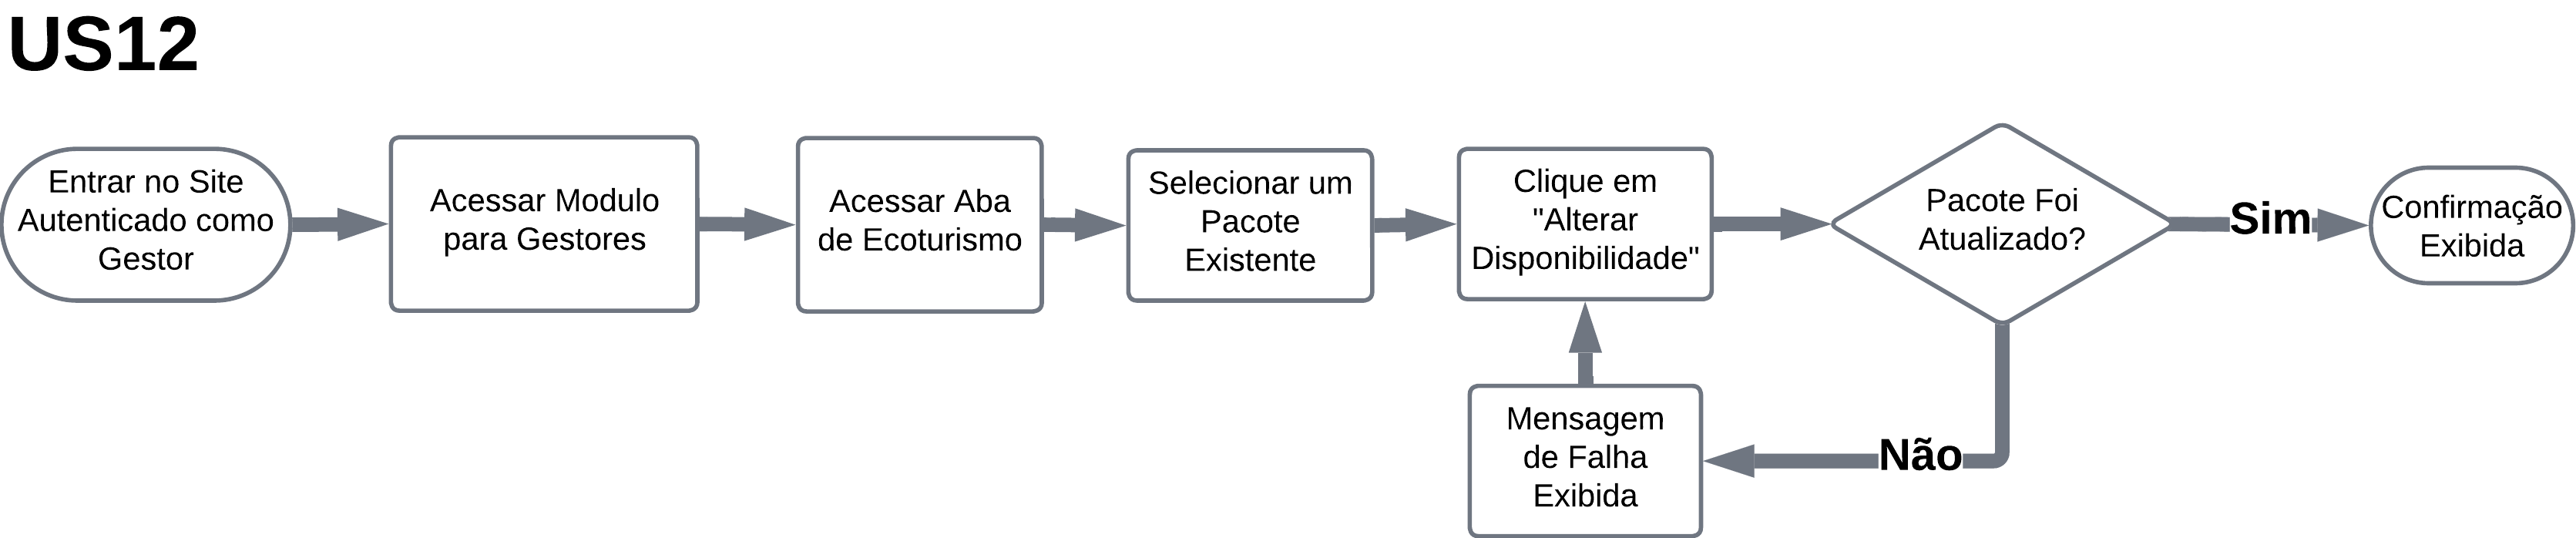 US12
Entrar no Site
Autenticado como
Gestor
Acessar Modulo
para Gestores
Acessar Aba
de Ecoturismo
Selecionar um
Pacote
Existente
Clique em
"Alterar
Disponibilidade"
Pacote Foi
Atualizado?
Sim
Confirmação
Exibida
Não
Mensagem
de Falha
Exibida